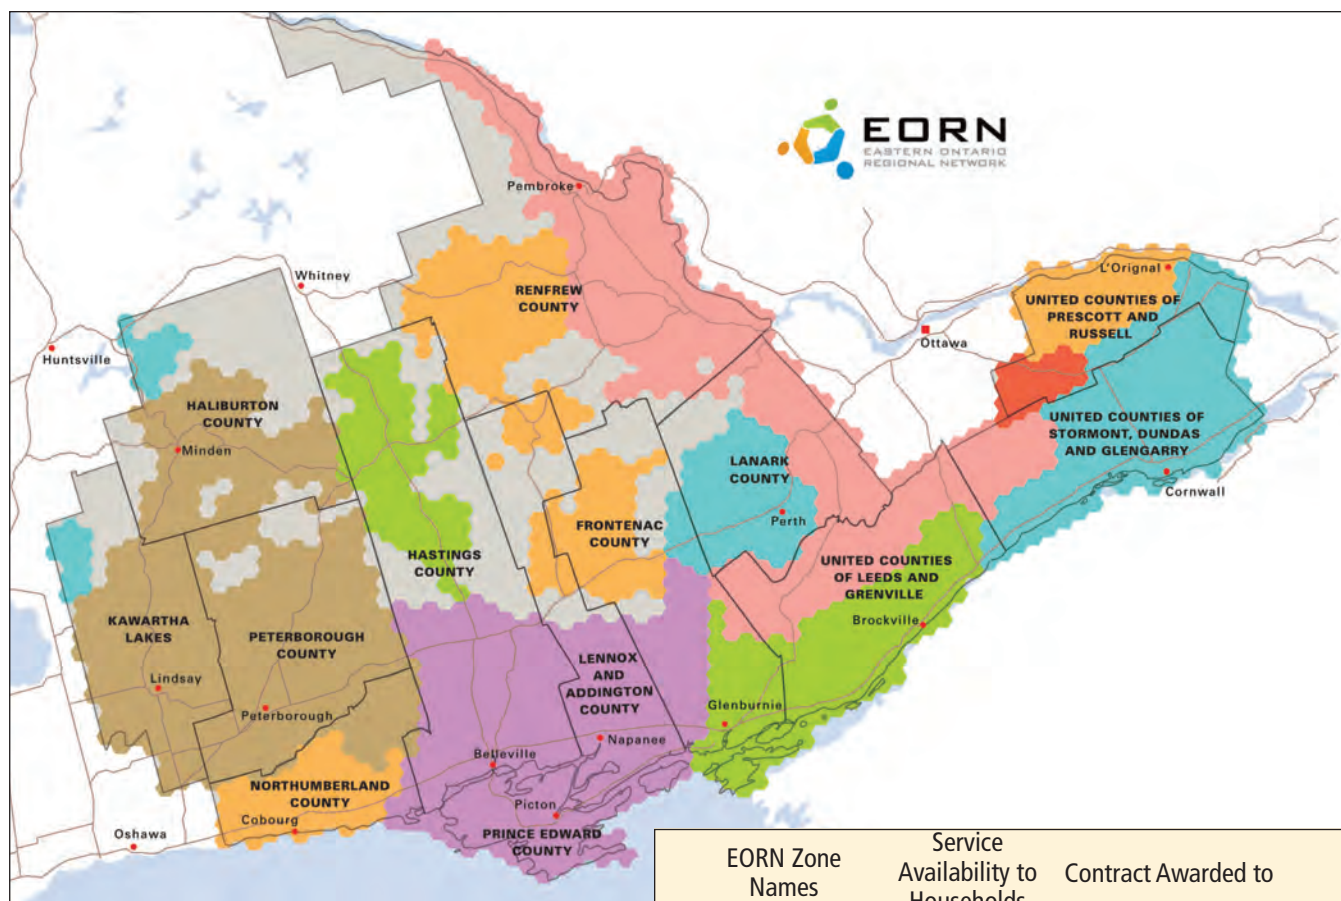 EORN
EASTERN ONTARIO
REGIONAL NETWORK
Pembroke
Whitney
Huntsville
RENFREW
COUNTY
L'Orignal
UNITED COUNTIES OF
PRESCOTT AND
RUSSELL
Ottawa
HALIBURTON
COUNTY
Minden
UNITED COUNTIES OF
STORMONT, DUNDAS
AND GLENGARRY
Cornwall
LANARK
COUNTY
Perth
FRONTENAC
COUNTY
HASTINGS
COUNTY
UNITED COUNTIES
OF LEEDS AND
GRENVILLE
Brockville
KAWARTHA
LAKES
PETERBOROUGH
COUNTY
Lindsay
Peterborough
LENNOX
AND
ADDINGTON
COUNTY
Glenburnie
Napanee
Belleville
NORTHUMBERLAND
COUNTY
Cobourg
Picton
PRINCE EDWARD
COUNTY
Oshawa
EORN Zone
Names
Service
Availability to
Households
Contract Awarded to